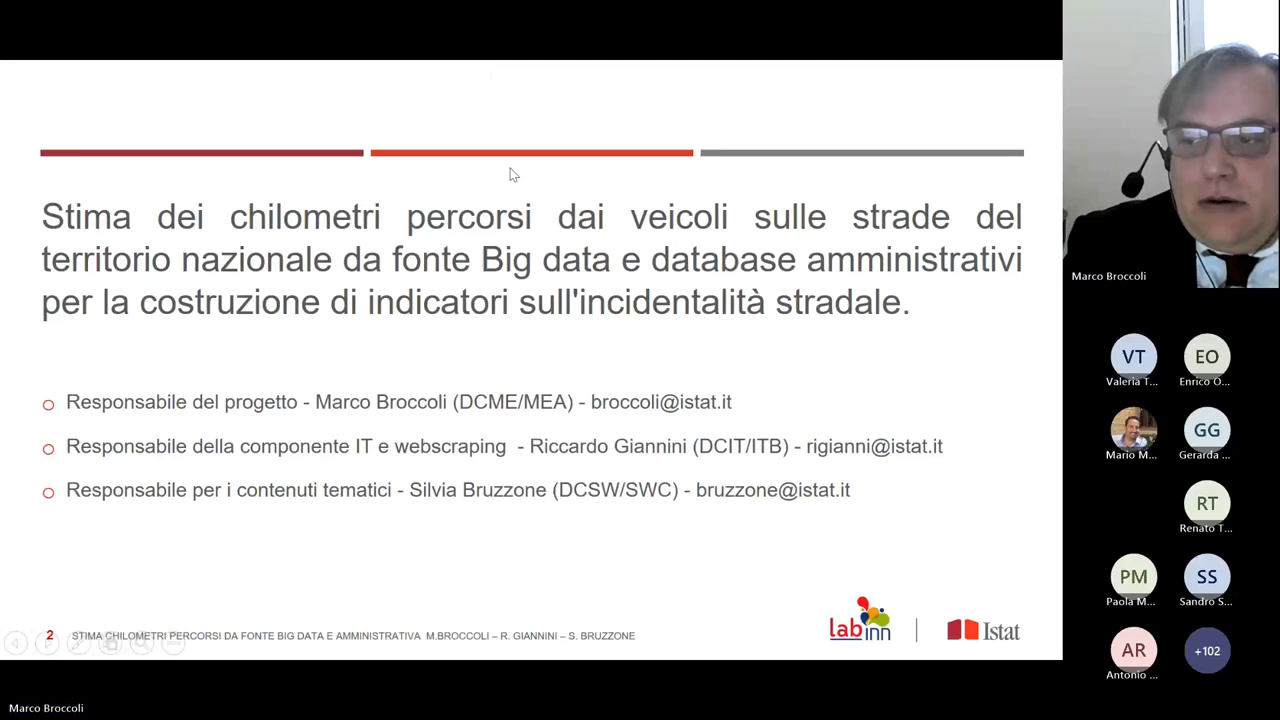 Stima dei chilometri percorsi dai veicoli sulle strade del
territorio nazionale da fonte Big data e database amministrativi
per la costruzione di indicatori sull'incidentalità stradale.
Responsabile del progetto - Marco Broccoli (DCME/MEA) - broccoli@istat.it
Responsabile della componente IT e webscraping - Riccardo Giannini (DCIT/ITB) - rigianni@istat.it
Responsabile per i contenuti tematici - Silvia Bruzzone (DCSW/SWC) - bruzzone@istat.it
2 STIMA CHILOMETRI PERCORSI DA FONTE BIG DATA E AMMINISTRATIVA M.BROCCOLI – R. GIANNINI – S. BRUZZONE
lab inn
Istat
Marco Broccoli
VT
EO
Valeria T...
Enrico O...
GG
Mario M...
Gerarda ...
RT
Renato T...
PM
SS
Paola M...
Sandro S...
AR
+102
Antonio ...
Marco Broccoli